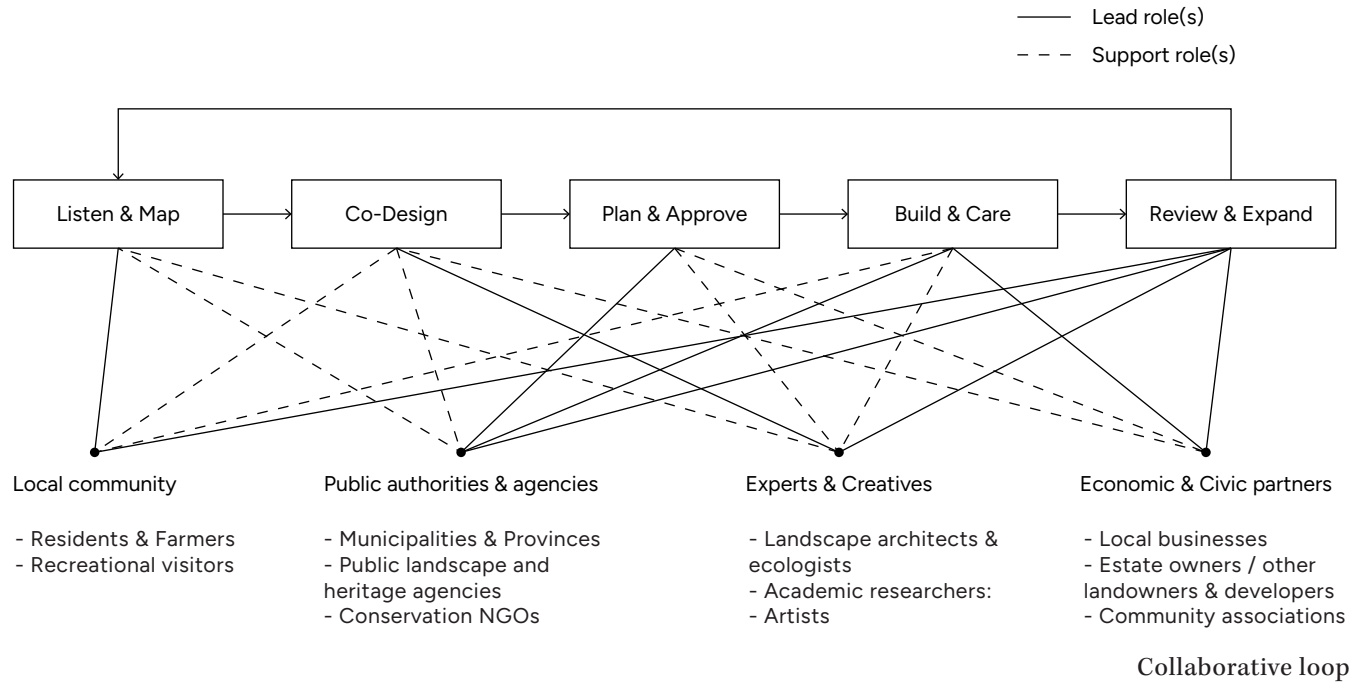 Lead role(s)
Support role(s)
Listen & Map
Co-Design
Plan & Approve
Build & Care
Review & Expand
Local community
- Residents & Farmers
- Recreational visitors
Public authorities & agencies
- Municipalities & Provinces
- Public landscape and
heritage agencies
- Conservation NGOs
Experts & Creatives
- Landscape architects &
ecologists
- Academic researchers:
- Artists
Economic & Civic partners
- Local businesses
- Estate owners / other
landowners & developers
- Community associations
Collaborative loop